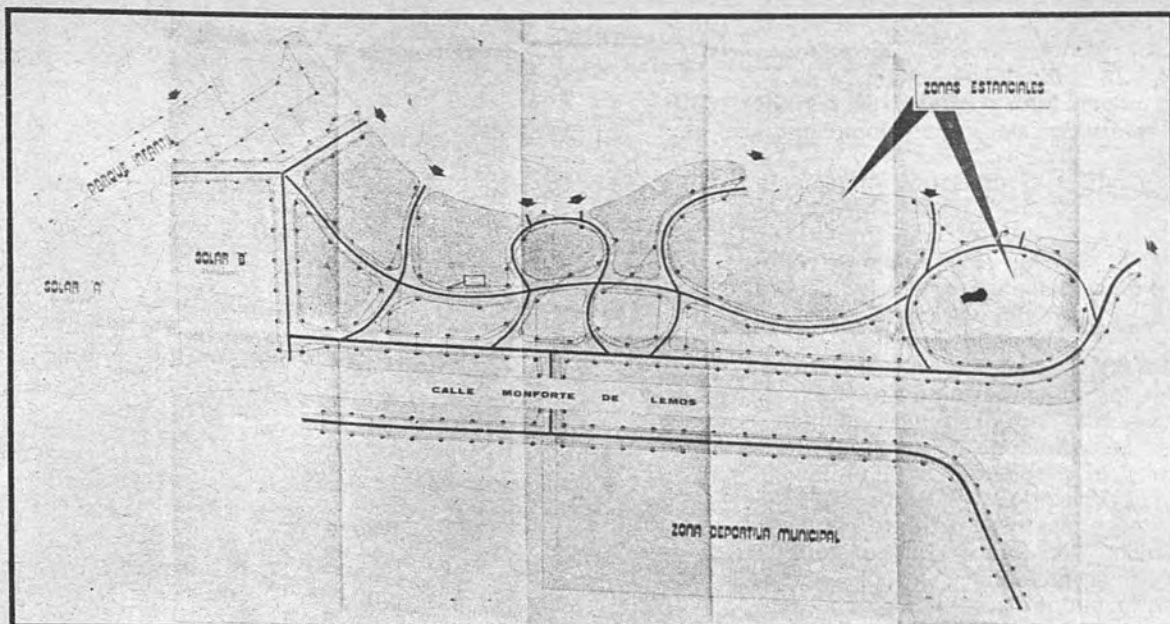 ZONAS ESTANCIALES
PARQUE INFANTIL
SOLAR "B"
SOLAR "A"
CALLE MONFORTE DE LEMOS
ZONA DEPORTIVA MUNICIPAL